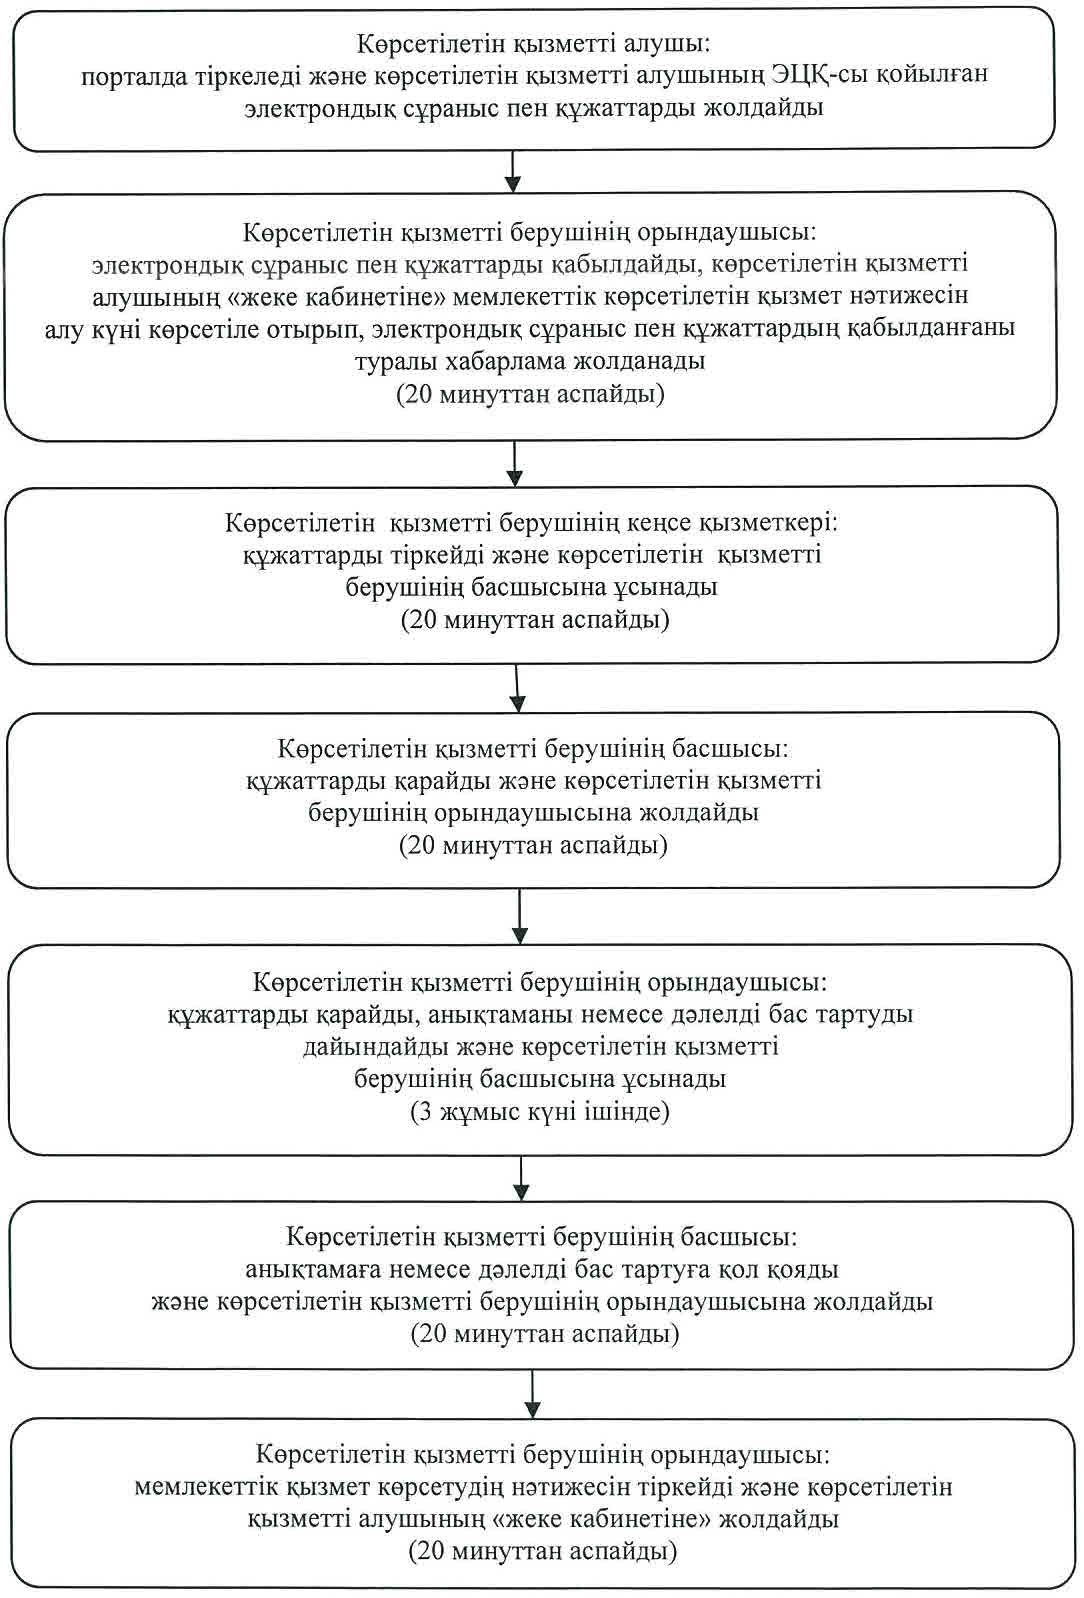 Көрсетілетін қызметті алушы:
порталда тіркеледі және көрсетілетін қызметті алушының ЭЦҚ-сы қойылған
электрондық сұраныс пен құжаттарды жолдайды
Көрсетілетін қызметті берушінің орындаушысы:
электрондық сұраныс пен құжаттарды қабылдайды, көрсетілетін қызметті
алушының «жеке кабинетіне» мемлекеттік көрсетілетін қызмет нәтижесін
алу күні көрсетіле отырып, электрондық сұраныс пен құжаттардың қабылданғаны
туралы хабарлама жолданады
(20 минуттан аспайды)
Көрсетілетін қызметті берушінің кеңсе қызметкері:
құжаттарды тіркейді және көрсетілетін қызметті
берушінің басшысына ұсынады
(20 минуттан аспайды)
Көрсетілетін қызметті берушінің басшысы:
құжаттарды қарайды және көрсетілетін қызметті
берушінің орындаушысына жолдайды
(20 минуттан аспайды)
Көрсетілетін қызметті берушінің орындаушысы:
құжаттарды қарайды, анықтаманы немесе дәлелді бас тартуды
дайындайды және көрсетілетін қызметті
берушінің басшысына ұсынады
(3 жұмыс күні ішінде)
Көрсетілетін қызметті берушінің басшысы:
анықтамаға немесе дәлелді бас тартуға қол қояды
және көрсетілетін қызметті берушінің орындаушысына жолдайды
(20 минуттан аспайды)
Көрсетілетін қызметті берушінің орындаушысы:
мемлекеттік қызмет көрсетудің нәтижесін тіркейді және көрсетілетін
қызметті алушының «жеке кабинетіне» жолдайды
(20 минуттан аспайды)